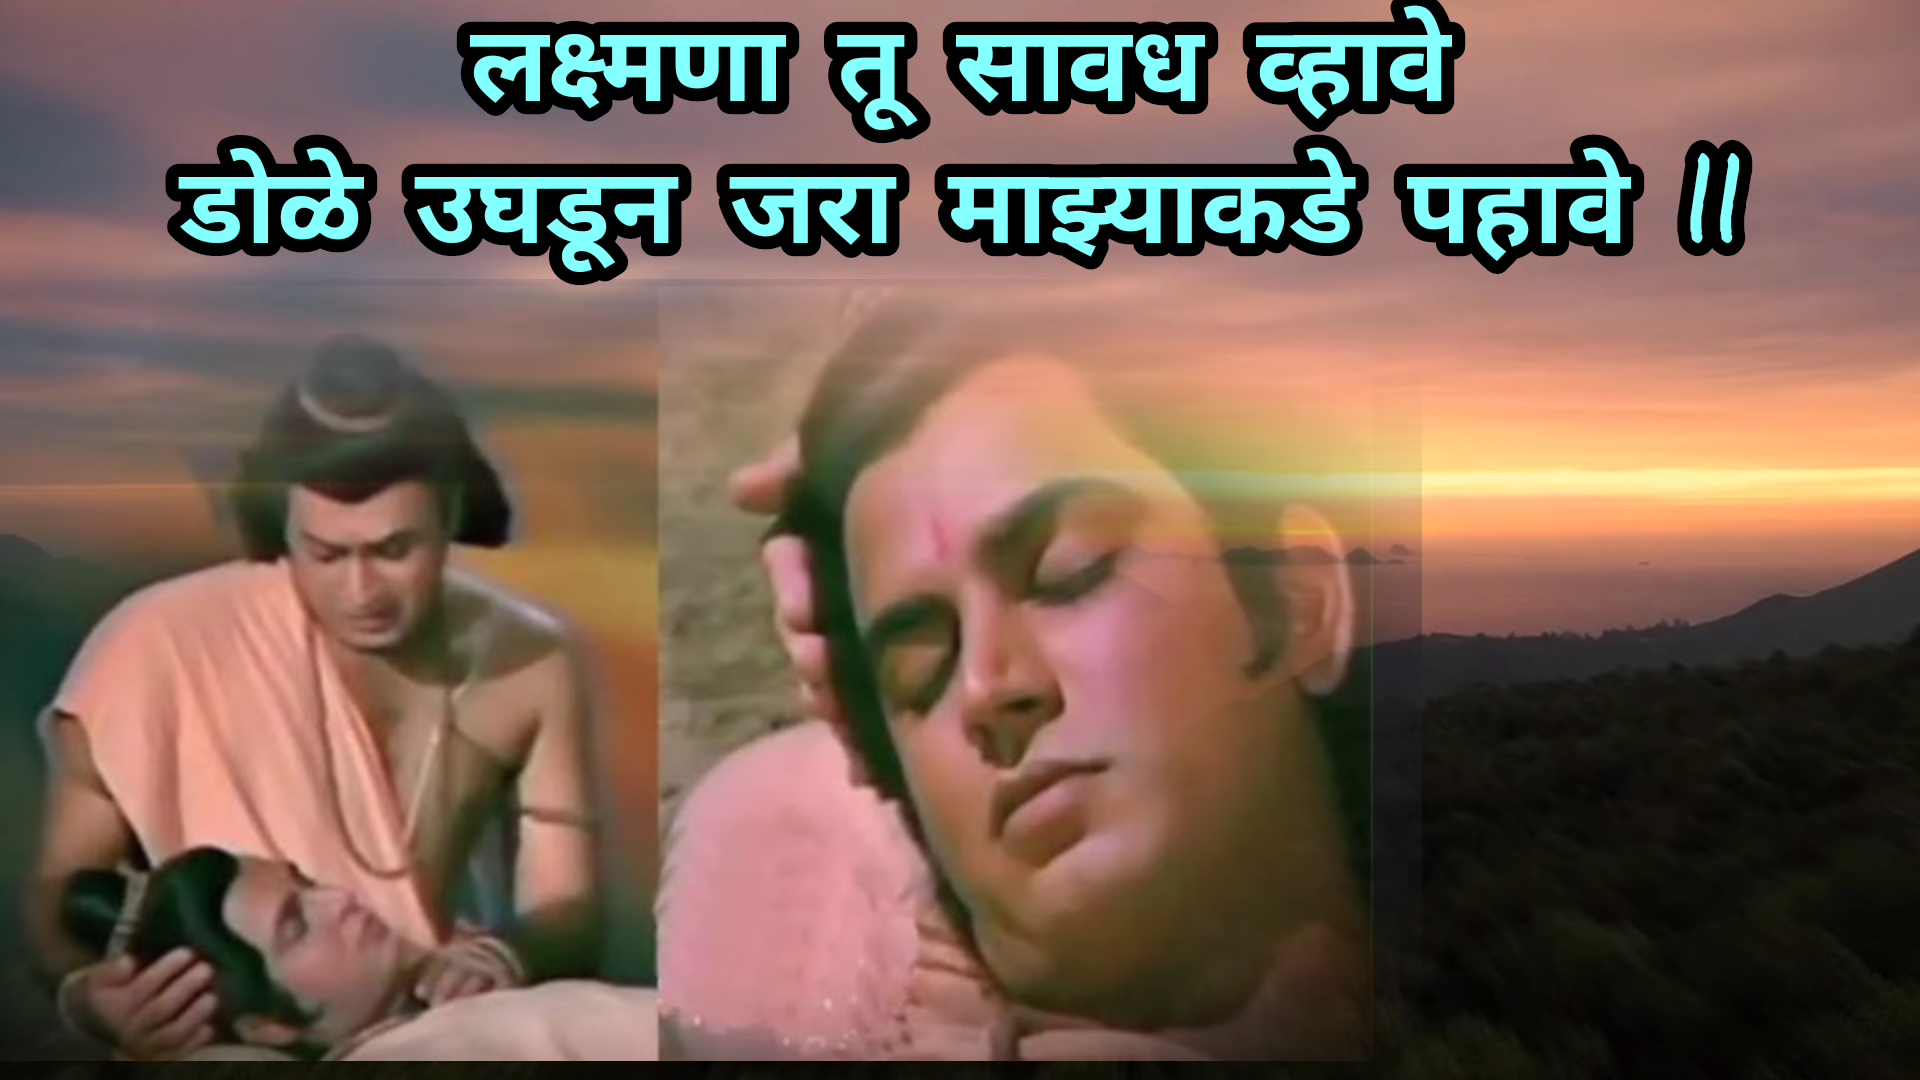 लक्ष्मणा तू सावध व्हावे
डोळे उघडून जरा माझ्याकडे पहावे ॥